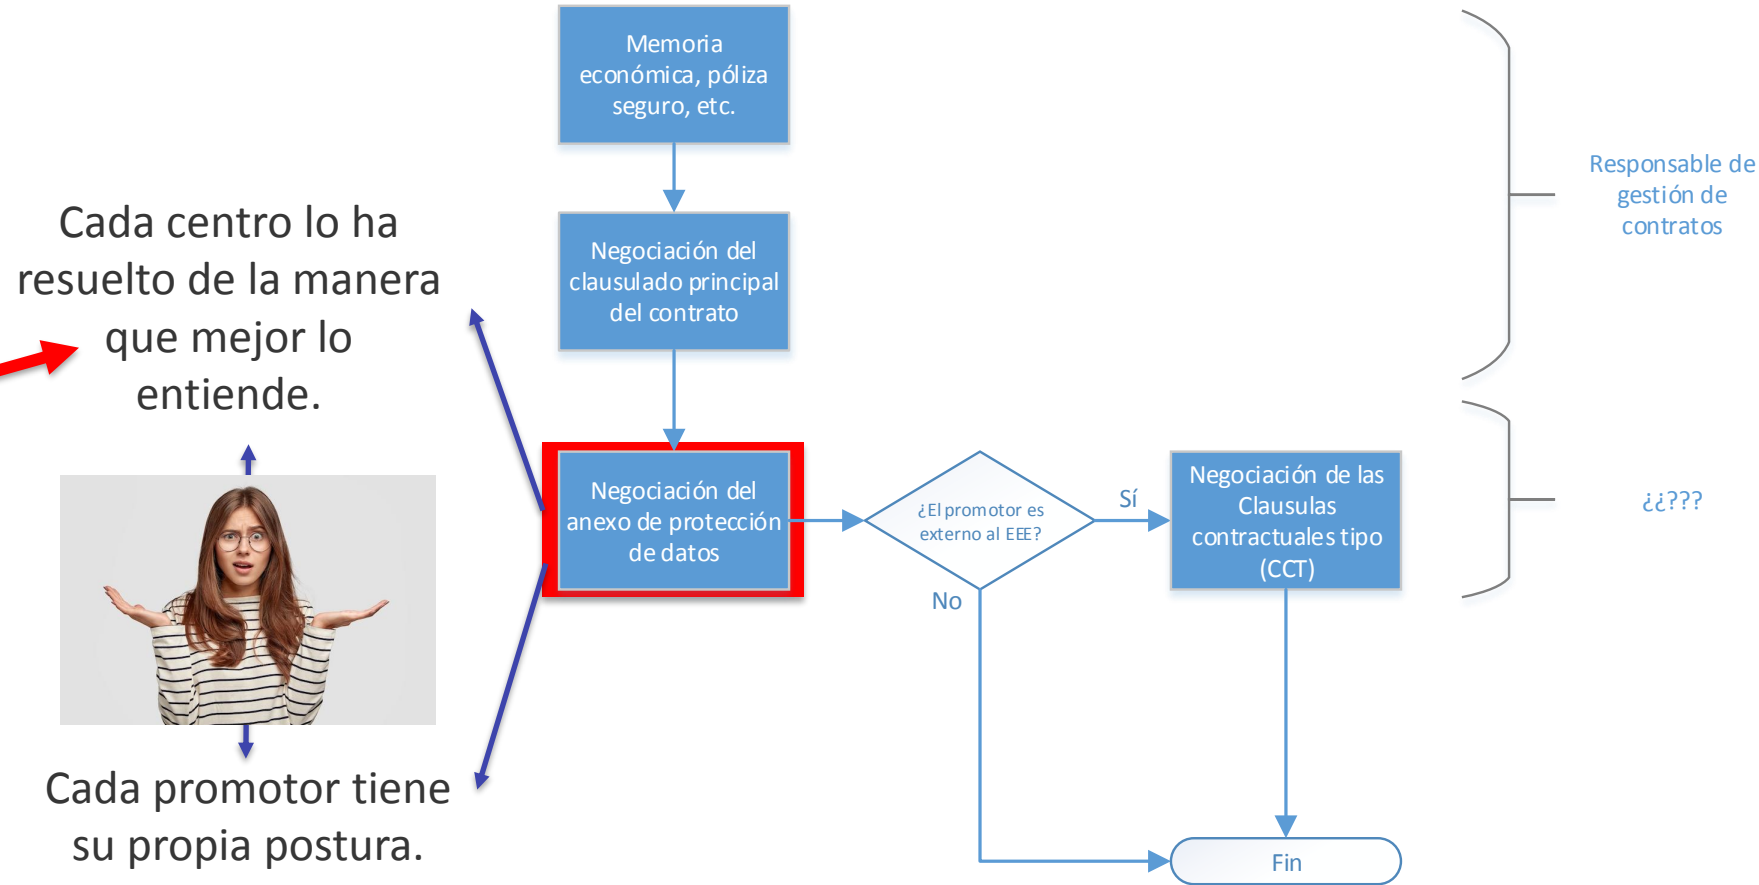 Memoria
económica, póliza
seguro, etc.
Negociación del
clausulado principal
del contrato
Responsable de
gestión de
contratos
Cada centro lo ha
resuelto de la manera
que mejor lo
entiende.
Negociación del
anexo de protección
de datos
¿El promotor es
externo al EEE?
Sí
No
Negociación de las
Clausulas
contractuales tipo
(CCT)
¿¿???
Cada promotor tiene
su propia postura.
Fin